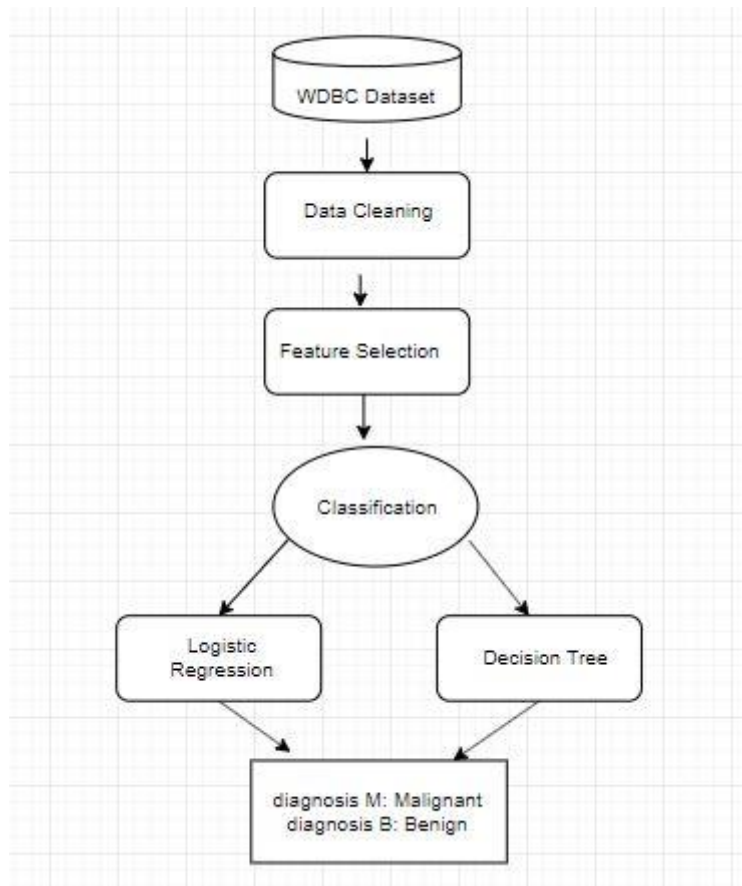 WDBC Dataset
Data Cleaning
Feature Selection
Classification
Logistic
Regression
Decision Tree
diagnosis M: Malignant
diagnosis B: Benign